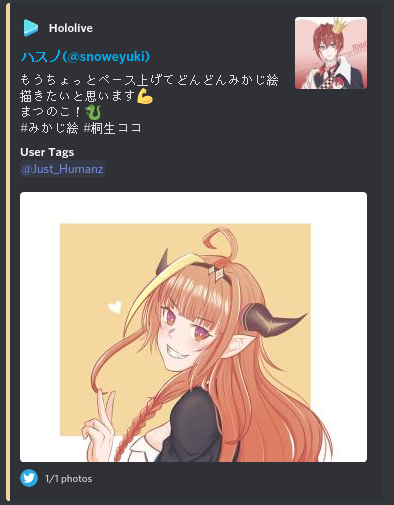 Hololive
ハスノ(@snoweyuki)
もうちょっとペース上げてどんどんみかじ絵
描きたいと思います💪
まつのこ！🐉
#みかじ絵 #桐生ココ
User Tags
@Just_Humanz
1/1 photos